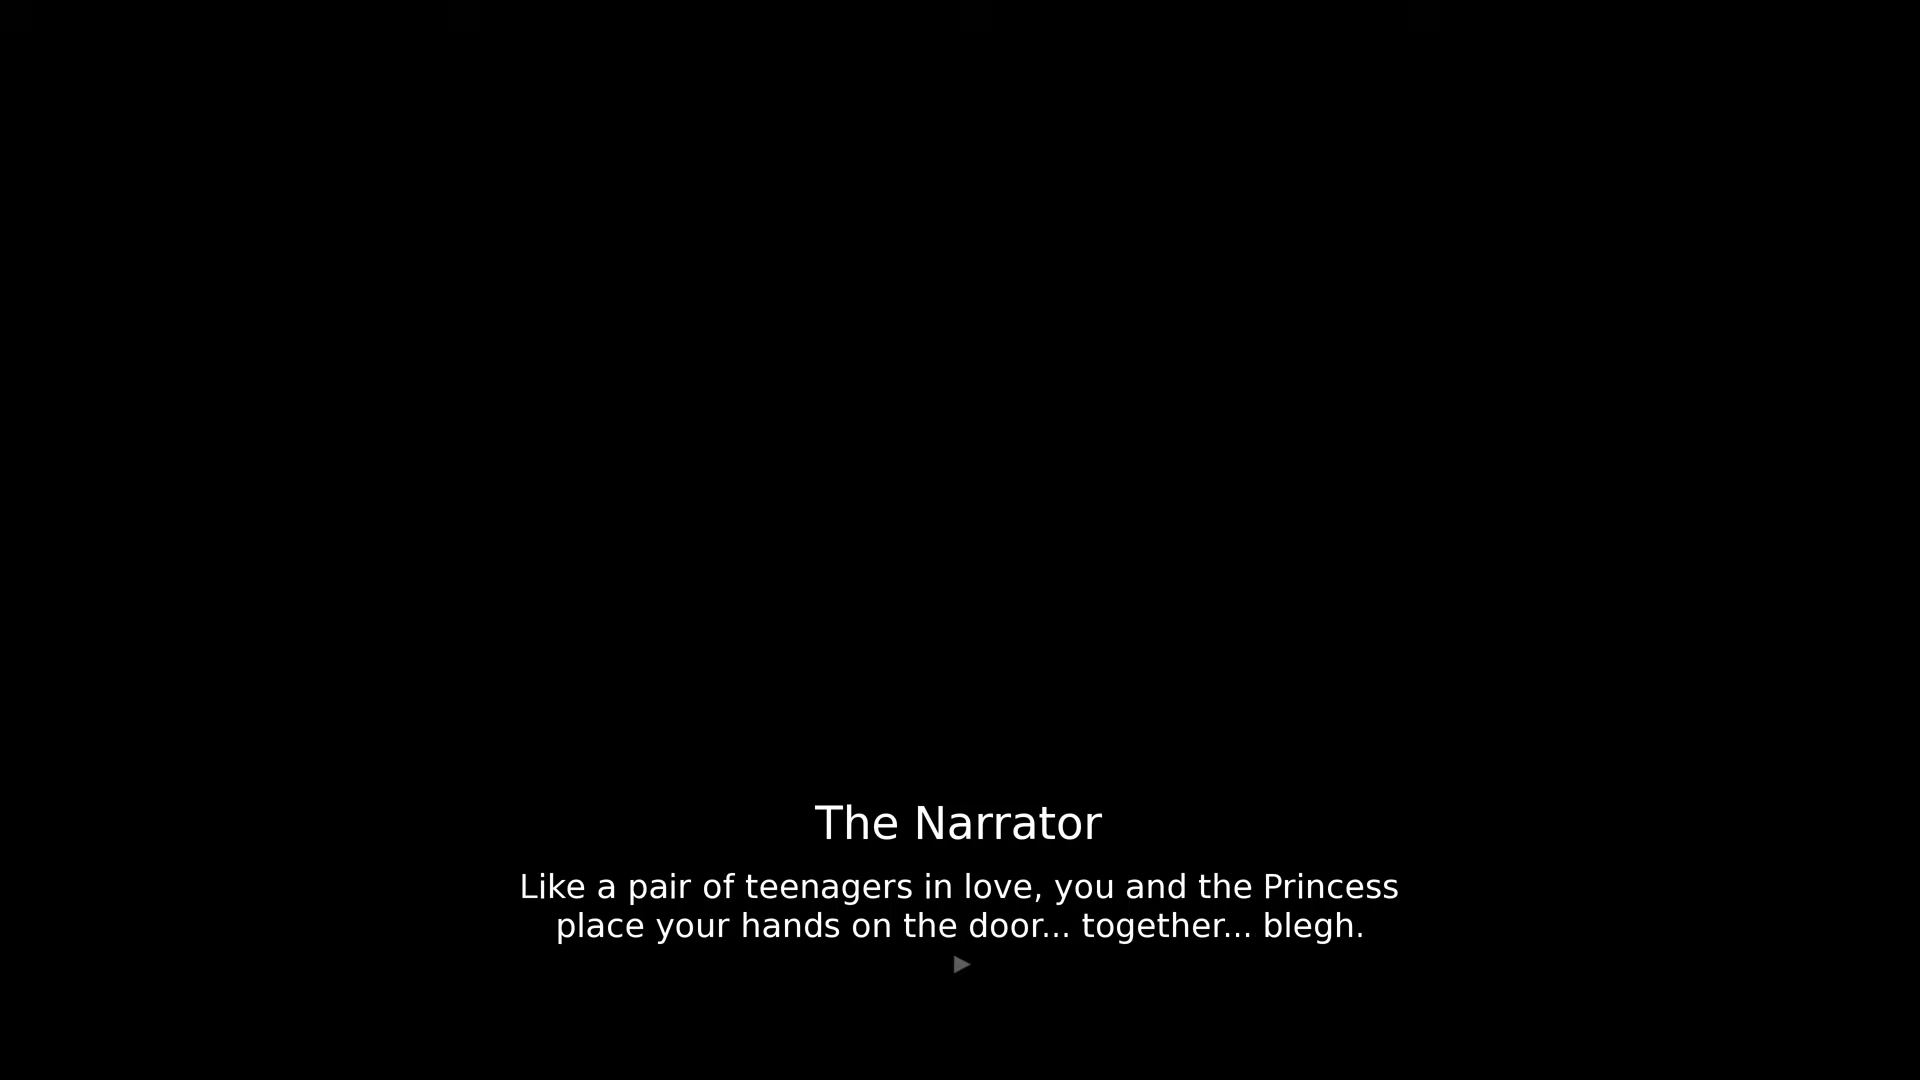 The Narrator
Like a pair of teenagers in love, you and the Princess
place your hands on the door... together... blegh.